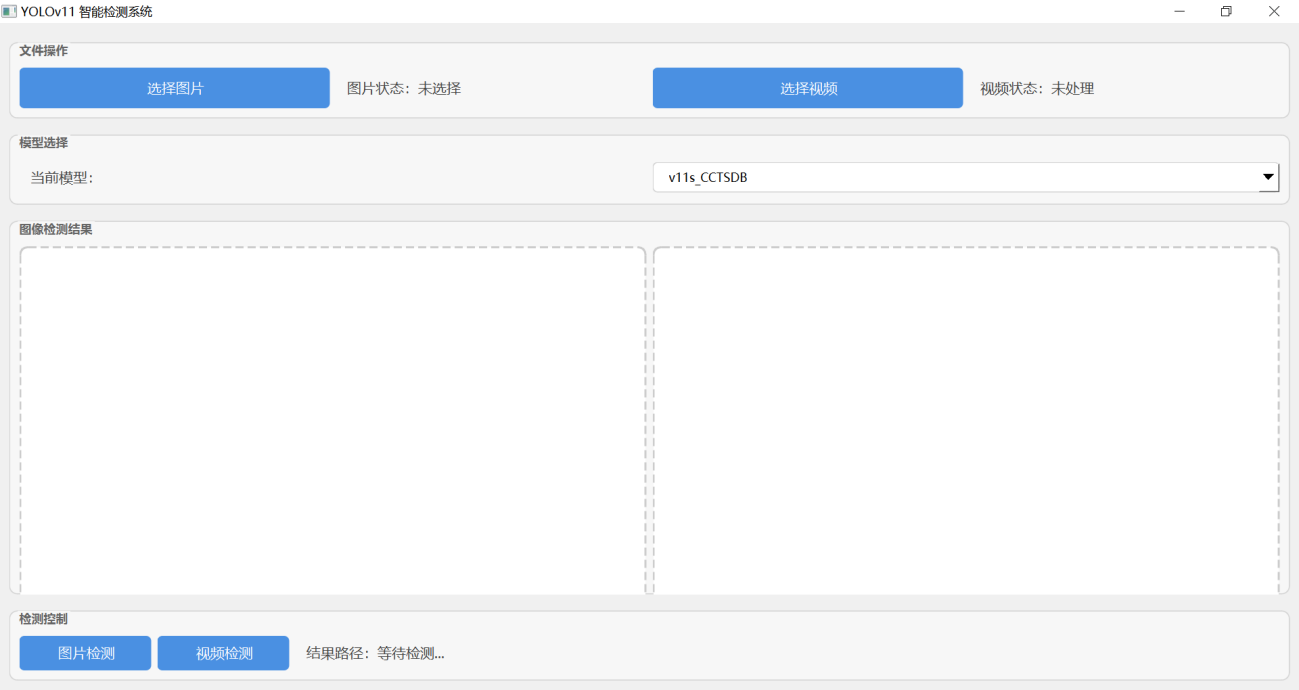 YOLOv11 智能检测系统
文件操作
选择图片 图片状态：未选择 选择视频 视频状态：未处理
模型选择
当前模型： v11s_CCTSDB
图像检测结果
检测控制
图片检测 视频检测 结果路径：等待检测...